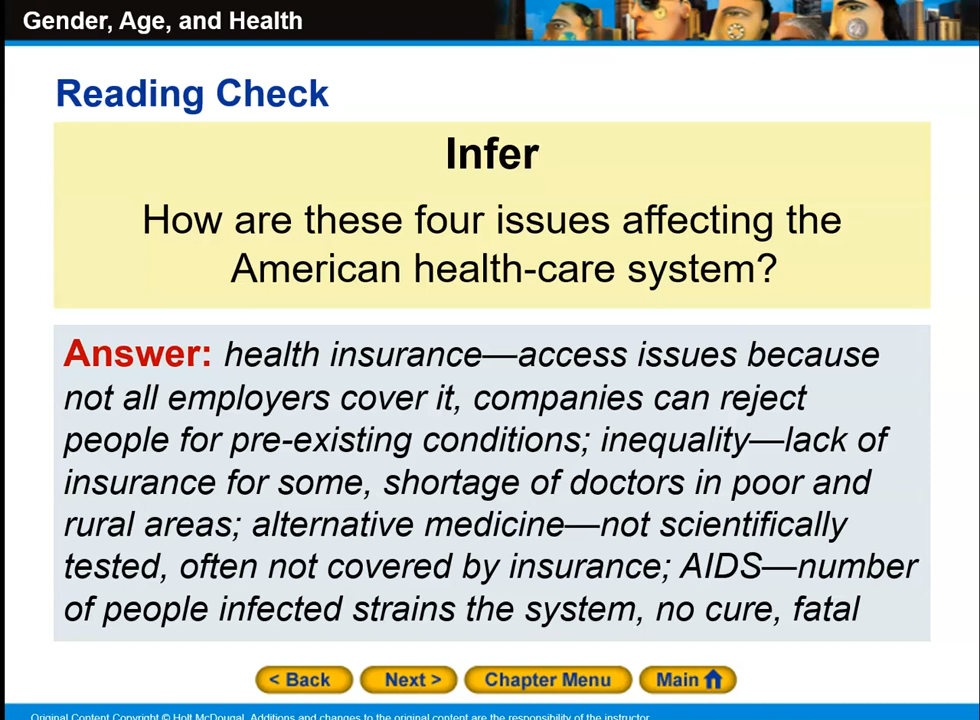 Gender, Age, and Health
Reading Check
Infer
How are these four issues affecting the
American health-care system?
Answer: health insurance—access issues because
not all employers cover it, companies can reject
people for pre-existing conditions; inequality—lack of
insurance for some, shortage of doctors in poor and
rural areas; alternative medicine—not scientifically
tested, often not covered by insurance; AIDS—number
of people infected strains the system, no cure, fatal
< Back
Next >
Chapter Menu
Main
Original Content Copyright © Holt McDougal. Additions and changes to the original content are the responsibility of the instructor.